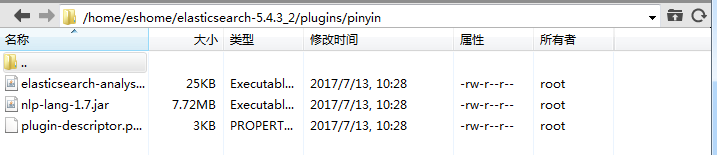 /home/eshome/elasticsearch-5.4.3_2/plugins/pinyin
名称 大小 类型 修改时间 属性 所有者
..
elasticsearch-analys... 25KB Executabl... 2017/7/13, 10:28 -rw-r--r-- root
nlp-lang-1.7.jar 7.72MB Executabl... 2017/7/13, 10:28 -rw-r--r-- root
plugin-descriptor.p... 3KB PROPERT... 2017/7/13, 10:28 -rw-r--r-- root